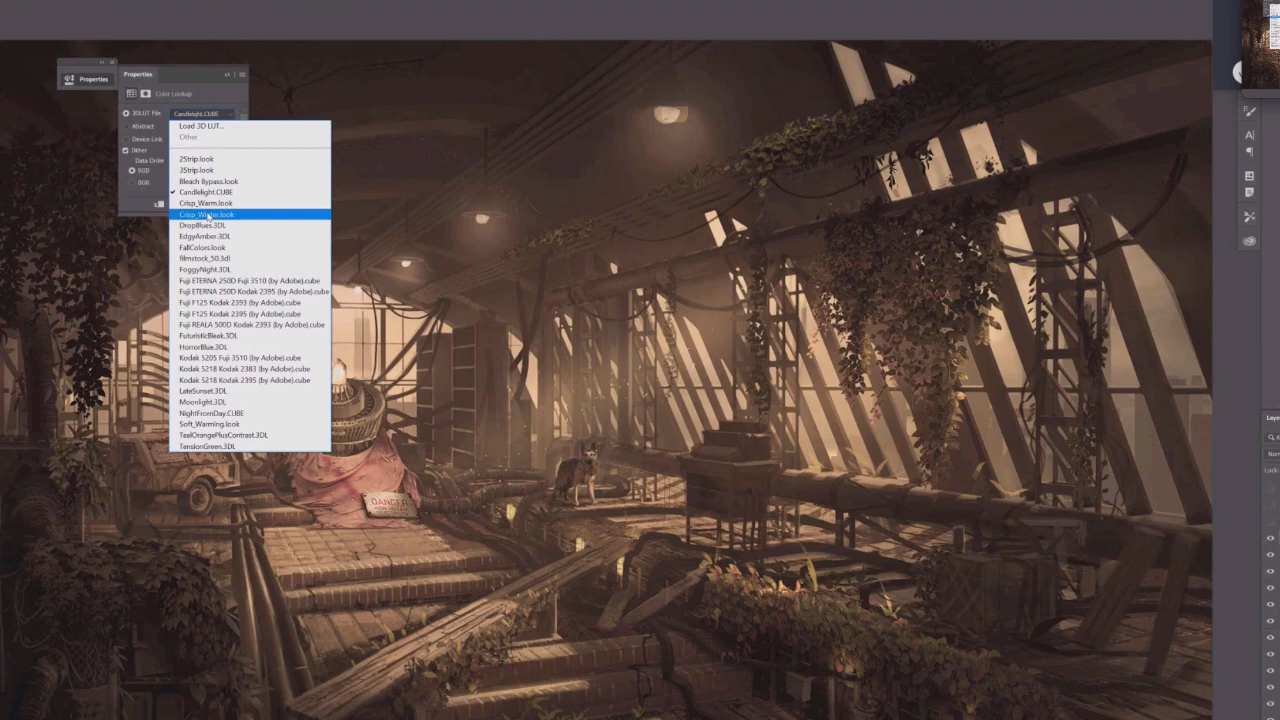 Properties
Properties
Color Lookup
3DLUT File
Candlelight.CUBE
Abstract
Device Link
Dither
Data Order
RGB
BGR
Load 3D LUT...
Other
2Strip.look
3Strip.look
Bleach Bypass.look
Candlelight.CUBE
Crisp_Warm.look
Crisp_Winter.look
DropBlues.3DL
EdgyAmber.3DL
FallColors.look
filmstock_50.3dl
FoggyNight.3DL
Fuji ETERNA 250D Fuji 3510 (by Adobe).cube
Fuji ETERNA 250D Kodak 2395 (by Adobe).cube
Fuji F125 Kodak 2393 (by Adobe).cube
Fuji F125 Kodak 2395 (by Adobe).cube
Fuji REALA 500D Kodak 2393 (by Adobe).cube
FuturisticBleak.3DL
HorrorBlue.3DL
Kodak 5205 Fuji 3510 (by Adobe).cube
Kodak 5218 Kodak 2383 (by Adobe).cube
Kodak 5218 Kodak 2395 (by Adobe).cube
LateSunset.3DL
Moonlight.3DL
NightFromDay.CUBE
Soft_Warming.look
TealOrangePlusContrast.3DL
TensionGreen.3DL
DANGER
Laye
Nor
Lock: